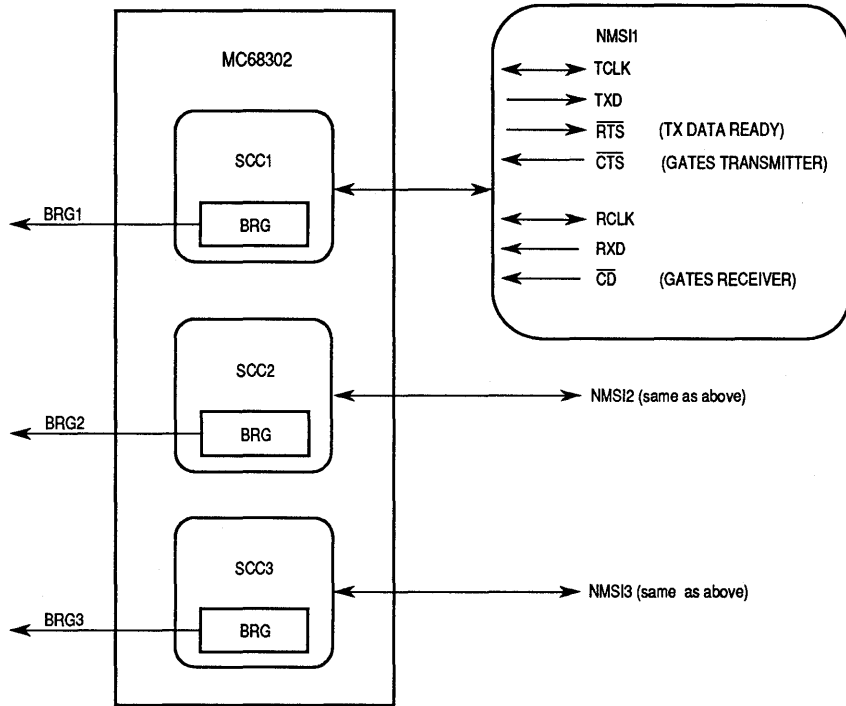 MC68302
NMSI1
TCLK
TXD
RTS (TX DATA READY)
CTS (GATES TRANSMITTER)
RCLK
RXD
CD (GATES RECEIVER)
SCC1
BRG
BRG1
SCC2
BRG
BRG2
NMSI2 (same as above)
SCC3
BRG
BRG3
NMSI3 (same as above)